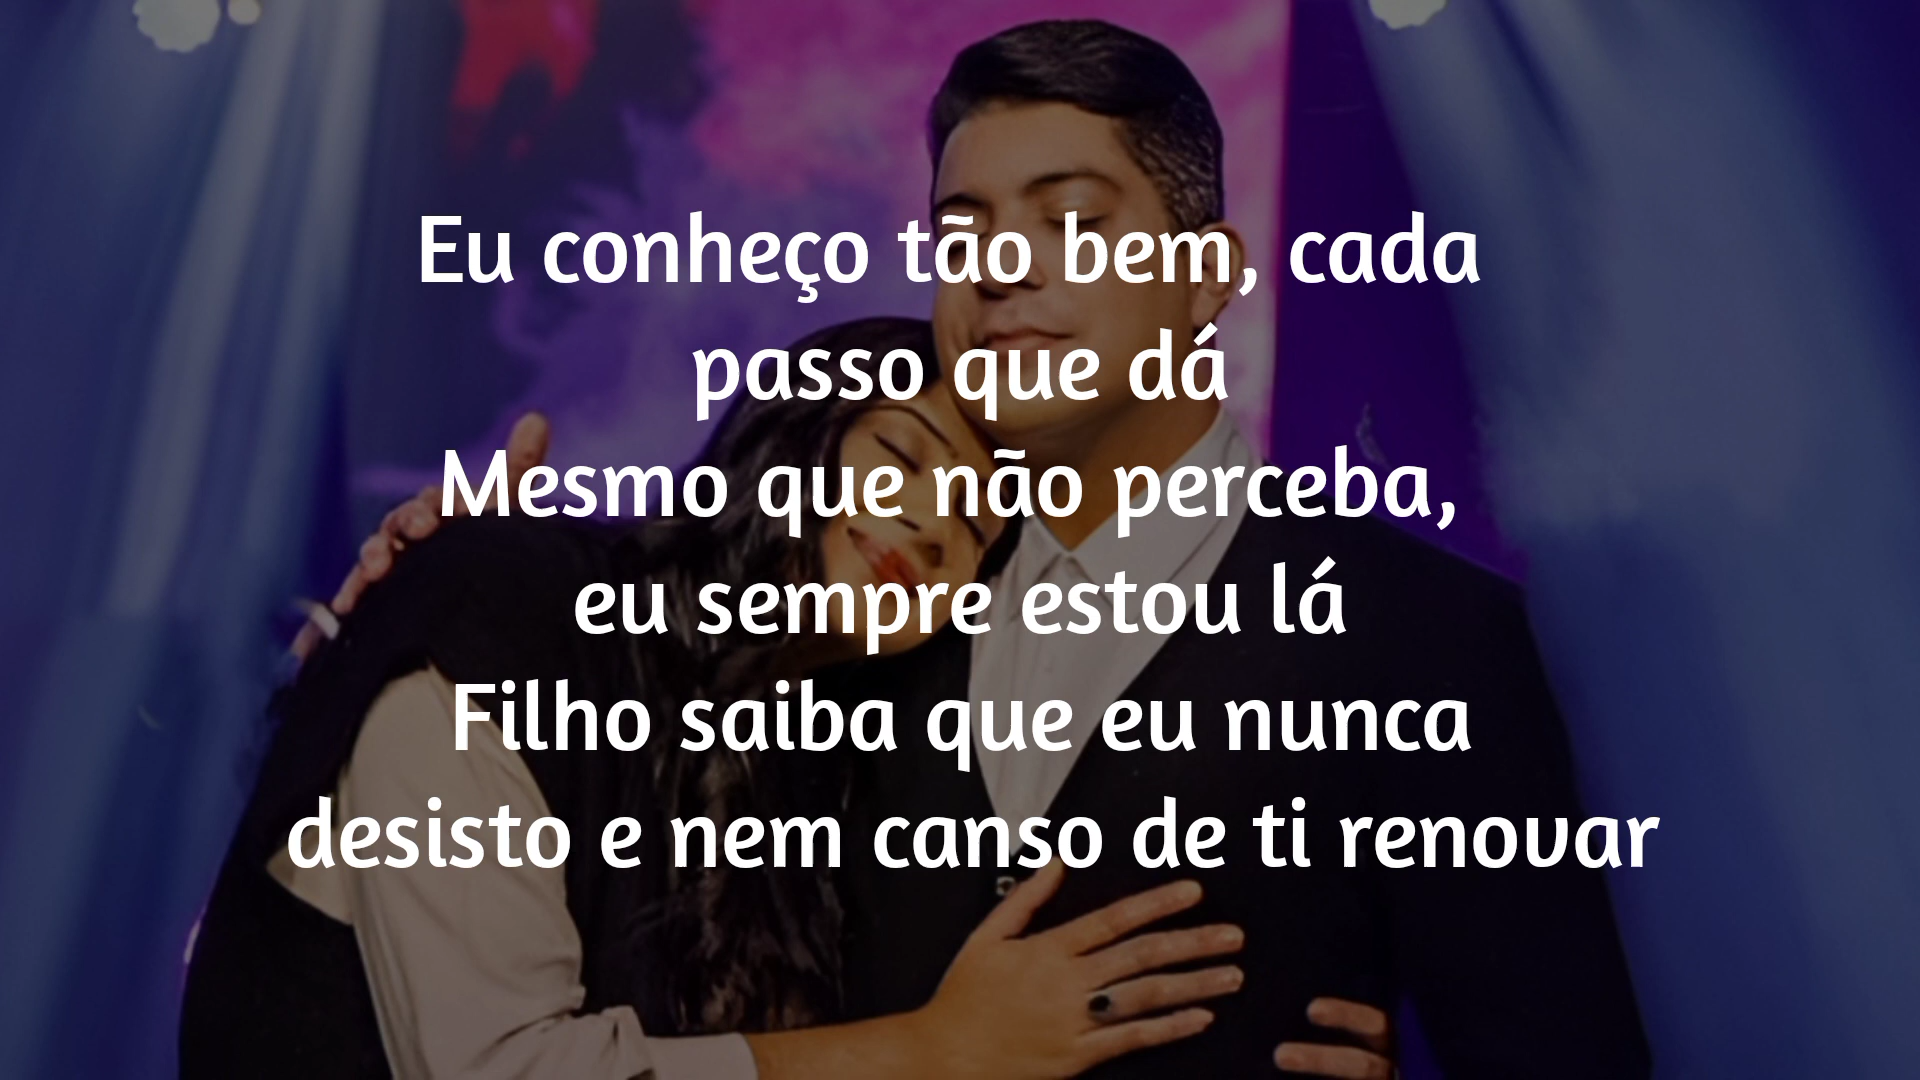 Eu conheço tão bem, cada
passo que dá
Mesmo que não perceba,
eu sempre estou lá
Filho saiba que eu nunca
desisto e nem canso de ti renovar